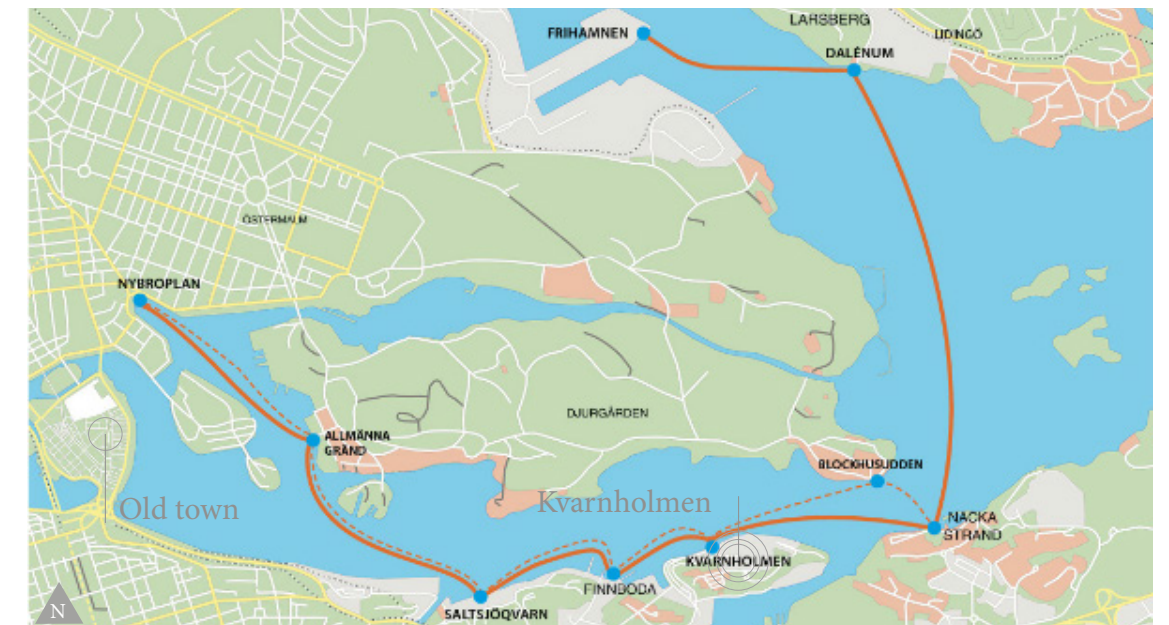 LARSBERG
FRIHAMNEN
LIDINGÖ
DALÉNUM
ÖSTERMALM
NYBROPLAN
DJURGÅRDEN
ALLMÄNNA
GRÄND
BLOCKHUSUDDEN
Old town
Kvarnholmen
NACKA
STRAND
KVARNHOLMEN
FINNBODA
N
SALTSJÖQVARN